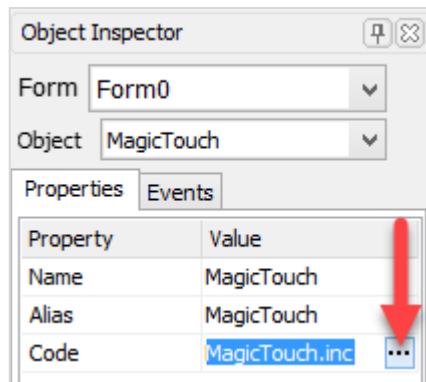 Object Inspector
Form Form0
Object MagicTouch
Properties Events
Property Value
Name MagicTouch
Alias MagicTouch
Code MagicTouch.inc ...